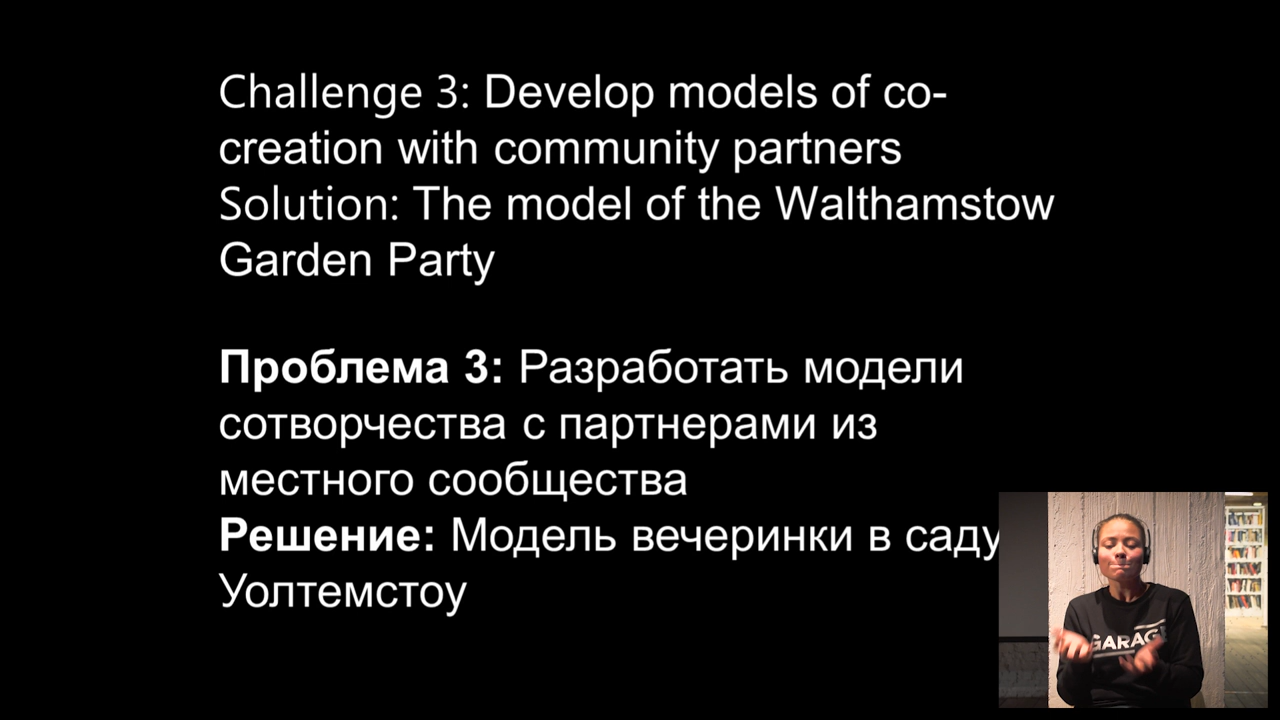 Challenge 3: Develop models of co-
creation with community partners
Solution: The model of the Walthamstow
Garden Party
Проблема 3: Разработать модели
сотворчества с партнерами из
местного сообщества
Решение: Модель вечеринки в саду
Уолтемстоу